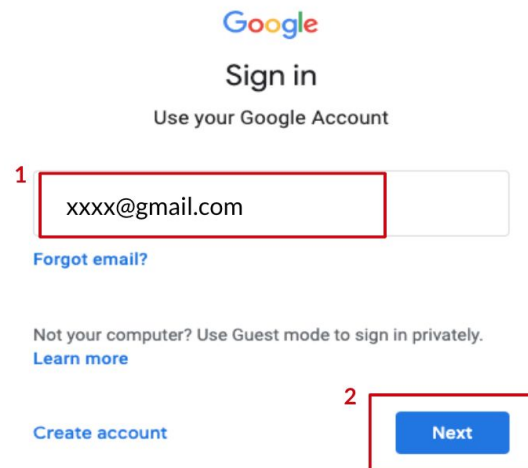 Google
Sign in
Use your Google Account
1
xxxx@gmail.com
Forgot email?
Not your computer? Use Guest mode to sign in privately.
Learn more
2
Create account
Next